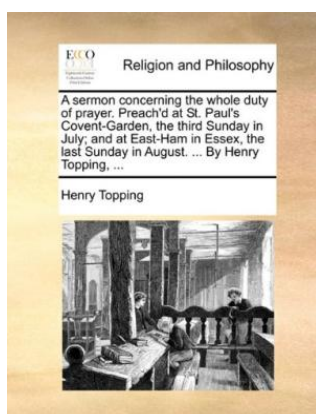 ECCO
Religion and Philosophy
A sermon concerning the whole duty
of prayer. Preach'd at St. Paul's
Covent-Garden, the third Sunday in
July; and at East-Ham in Essex, the
last Sunday in August. ... By Henry
Topping, ...
Henry Topping